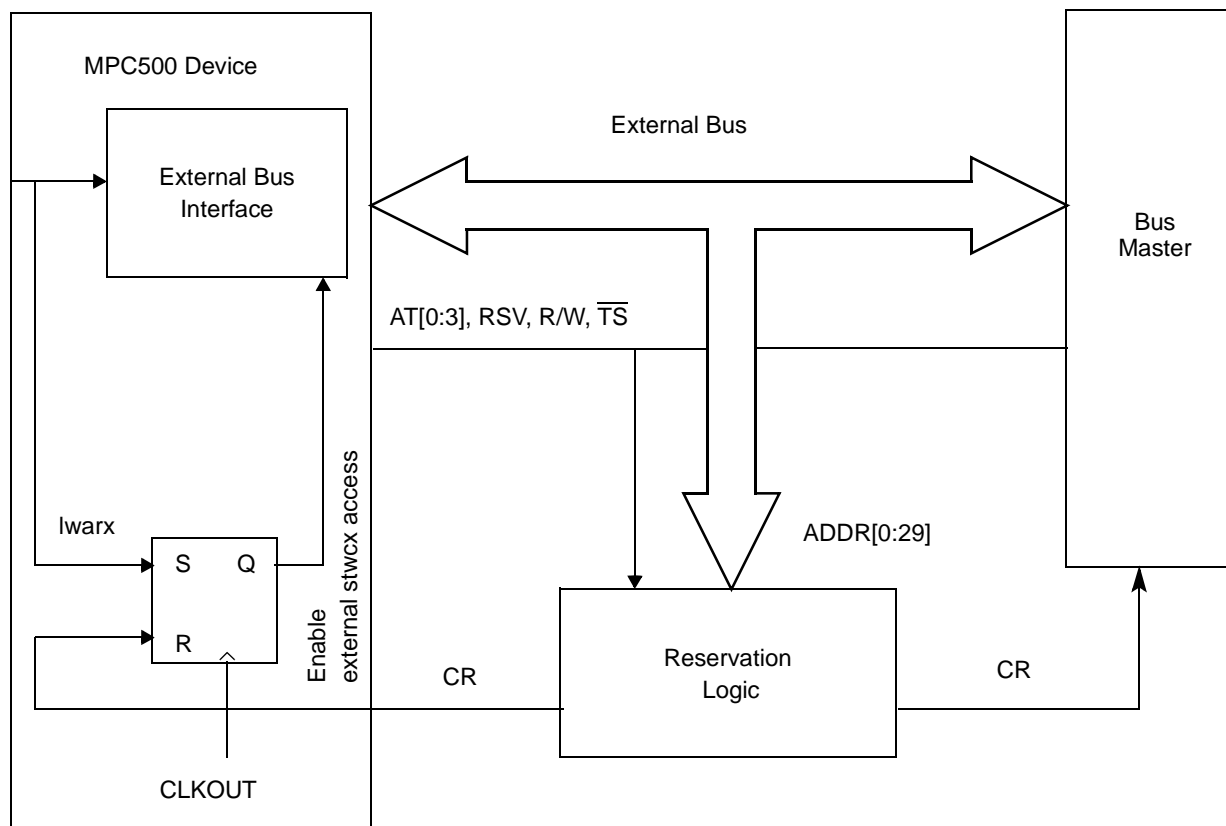 MPC500 Device
External Bus
Interface
External Bus
Bus
Master
AT[0:3], RSV, R/W, T̅S̅
lwarx
S
Q
R
Enable
external stwcx access
ADDR[0:29]
Reservation
Logic
CR
CR
CLKOUT